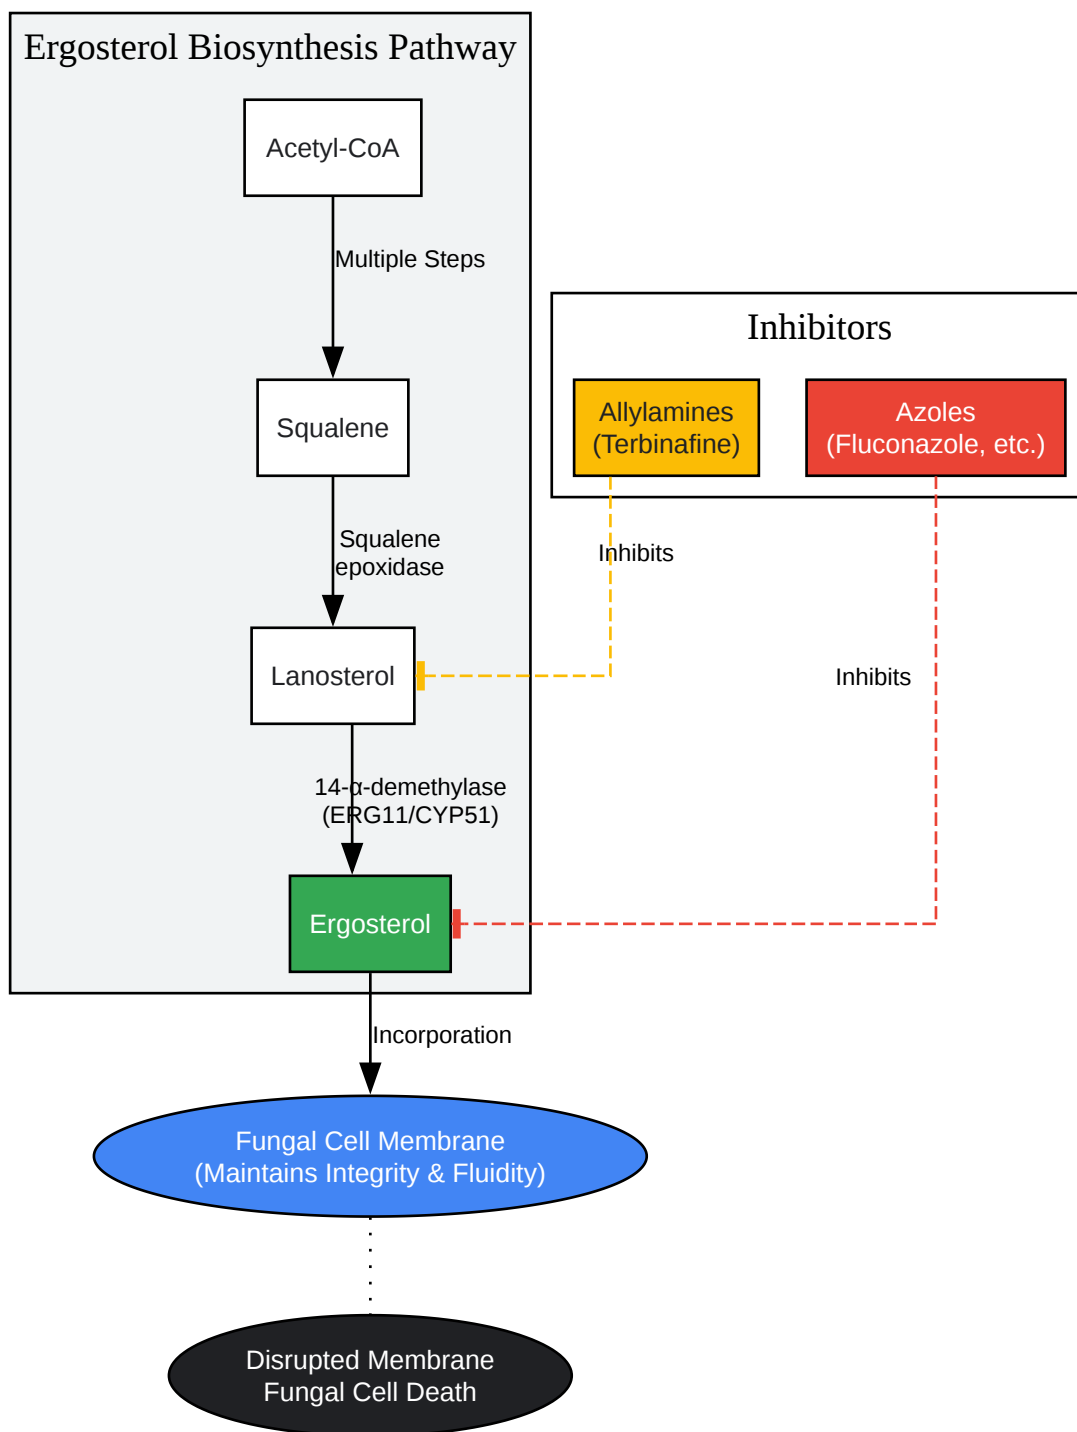 Ergosterol Biosynthesis Pathway
Acetyl-CoA
Multiple Steps
Inhibitors
Squalene
Allylamines
(Terbinafine)
Azoles
(Fluconazole, etc.)
Squalene
epoxidase
Inhibits
Lanosterol
Inhibits
14-α-demethylase
(ERG11/CYP51)
Ergosterol
Incorporation
Fungal Cell Membrane
(Maintains Integrity & Fluidity)
Disrupted Membrane
Fungal Cell Death